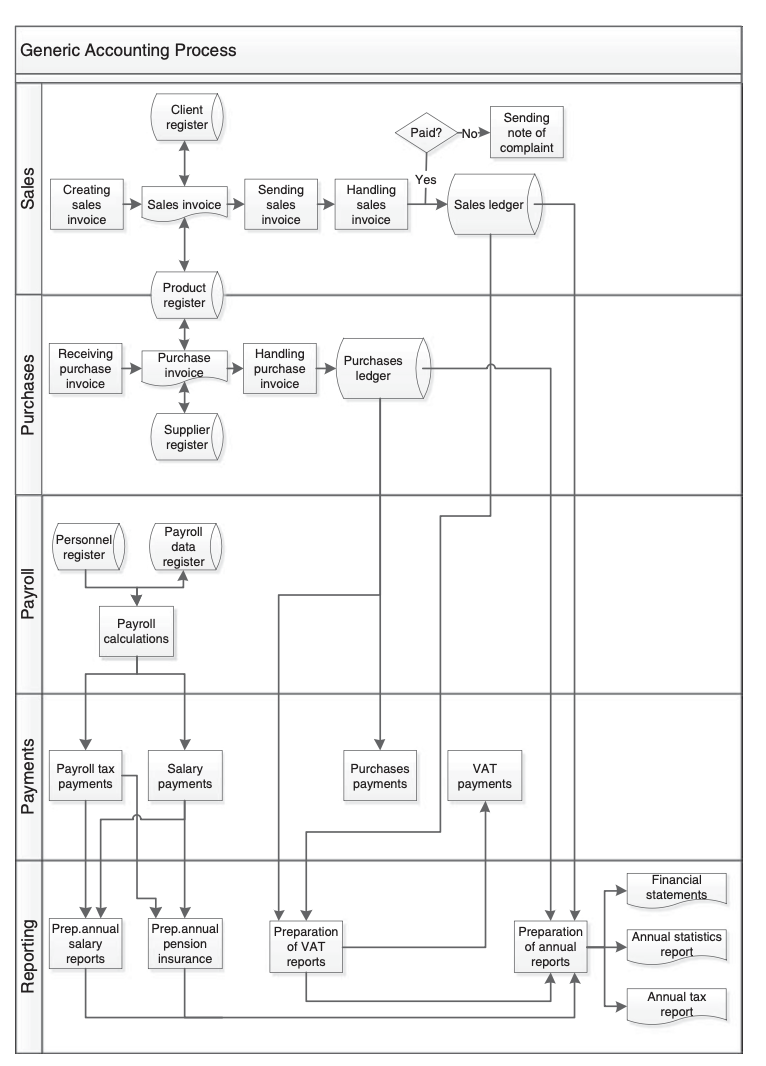 Generic Accounting Process
Sales
Client
register
Paid?
No
Sending
note of
complaint
Yes
Creating
sales
invoice
Sales invoice
Sending
sales
invoice
Handling
sales
invoice
Sales ledger
Product
register
Purchases
Receiving
purchase
invoice
Purchase
invoice
Handling
purchase
invoice
Purchases
ledger
Supplier
register
Payroll
Personnel
register
Payroll
data
register
Payroll
calculations
Payments
Payroll tax
payments
Salary
payments
Purchases
payments
VAT
payments
Reporting
Prep.annual
salary
reports
Prep.annual
pension
insurance
Preparation
of VAT
reports
Preparation
of annual
reports
Financial
statements
Annual statistics
report
Annual tax
report